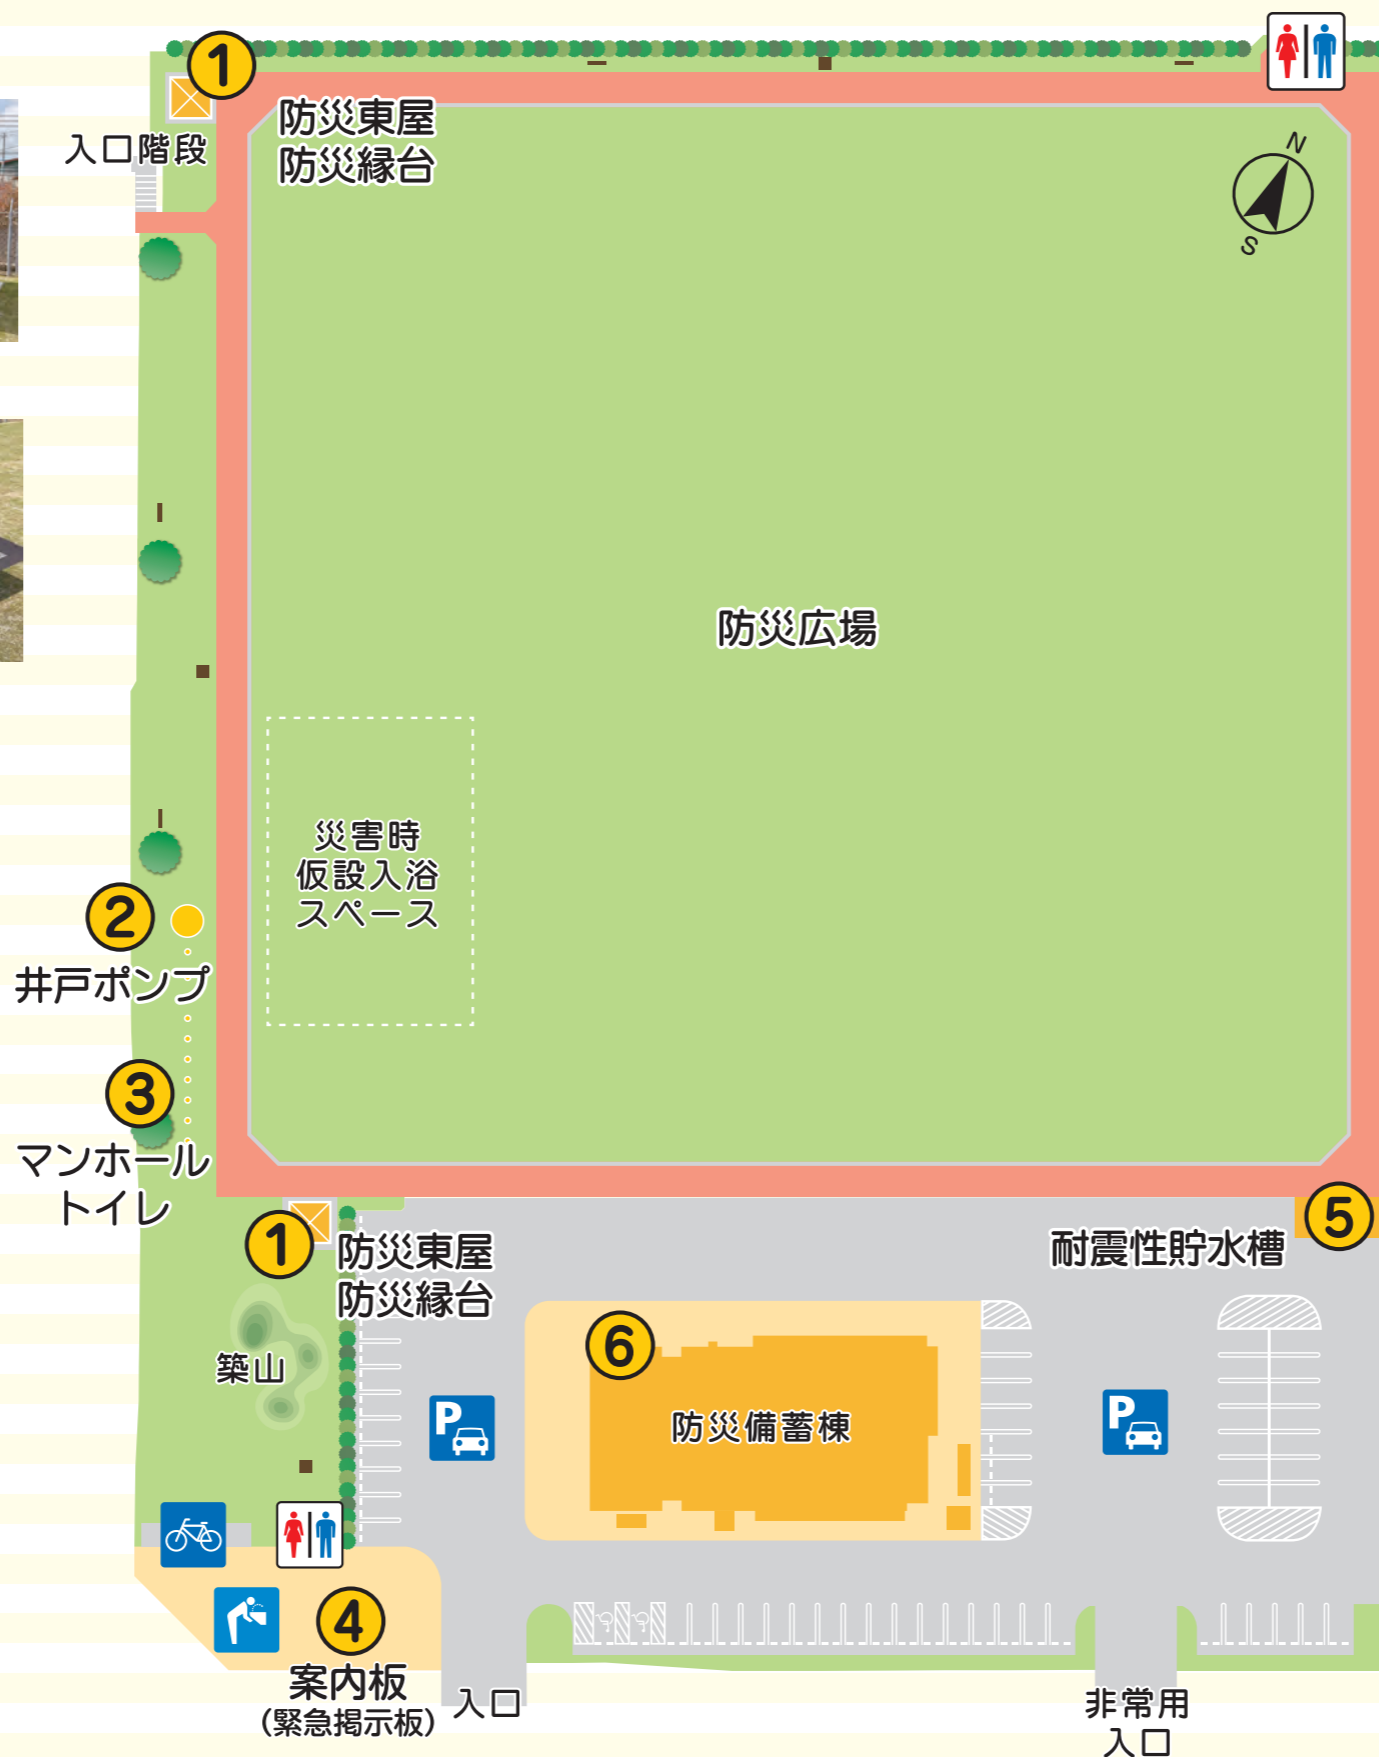 ①
防災東屋
防災縁台
入口階段
N
S
防災広場
災害時
仮設入浴
スペース
②
井戸ポンプ
③
マンホール
トイレ
①
防災東屋
防災縁台
⑤
耐震性貯水槽
⑥
防災備蓄棟
築山
P
P
④
案内板
(緊急掲示板)
入口
非常用
入口